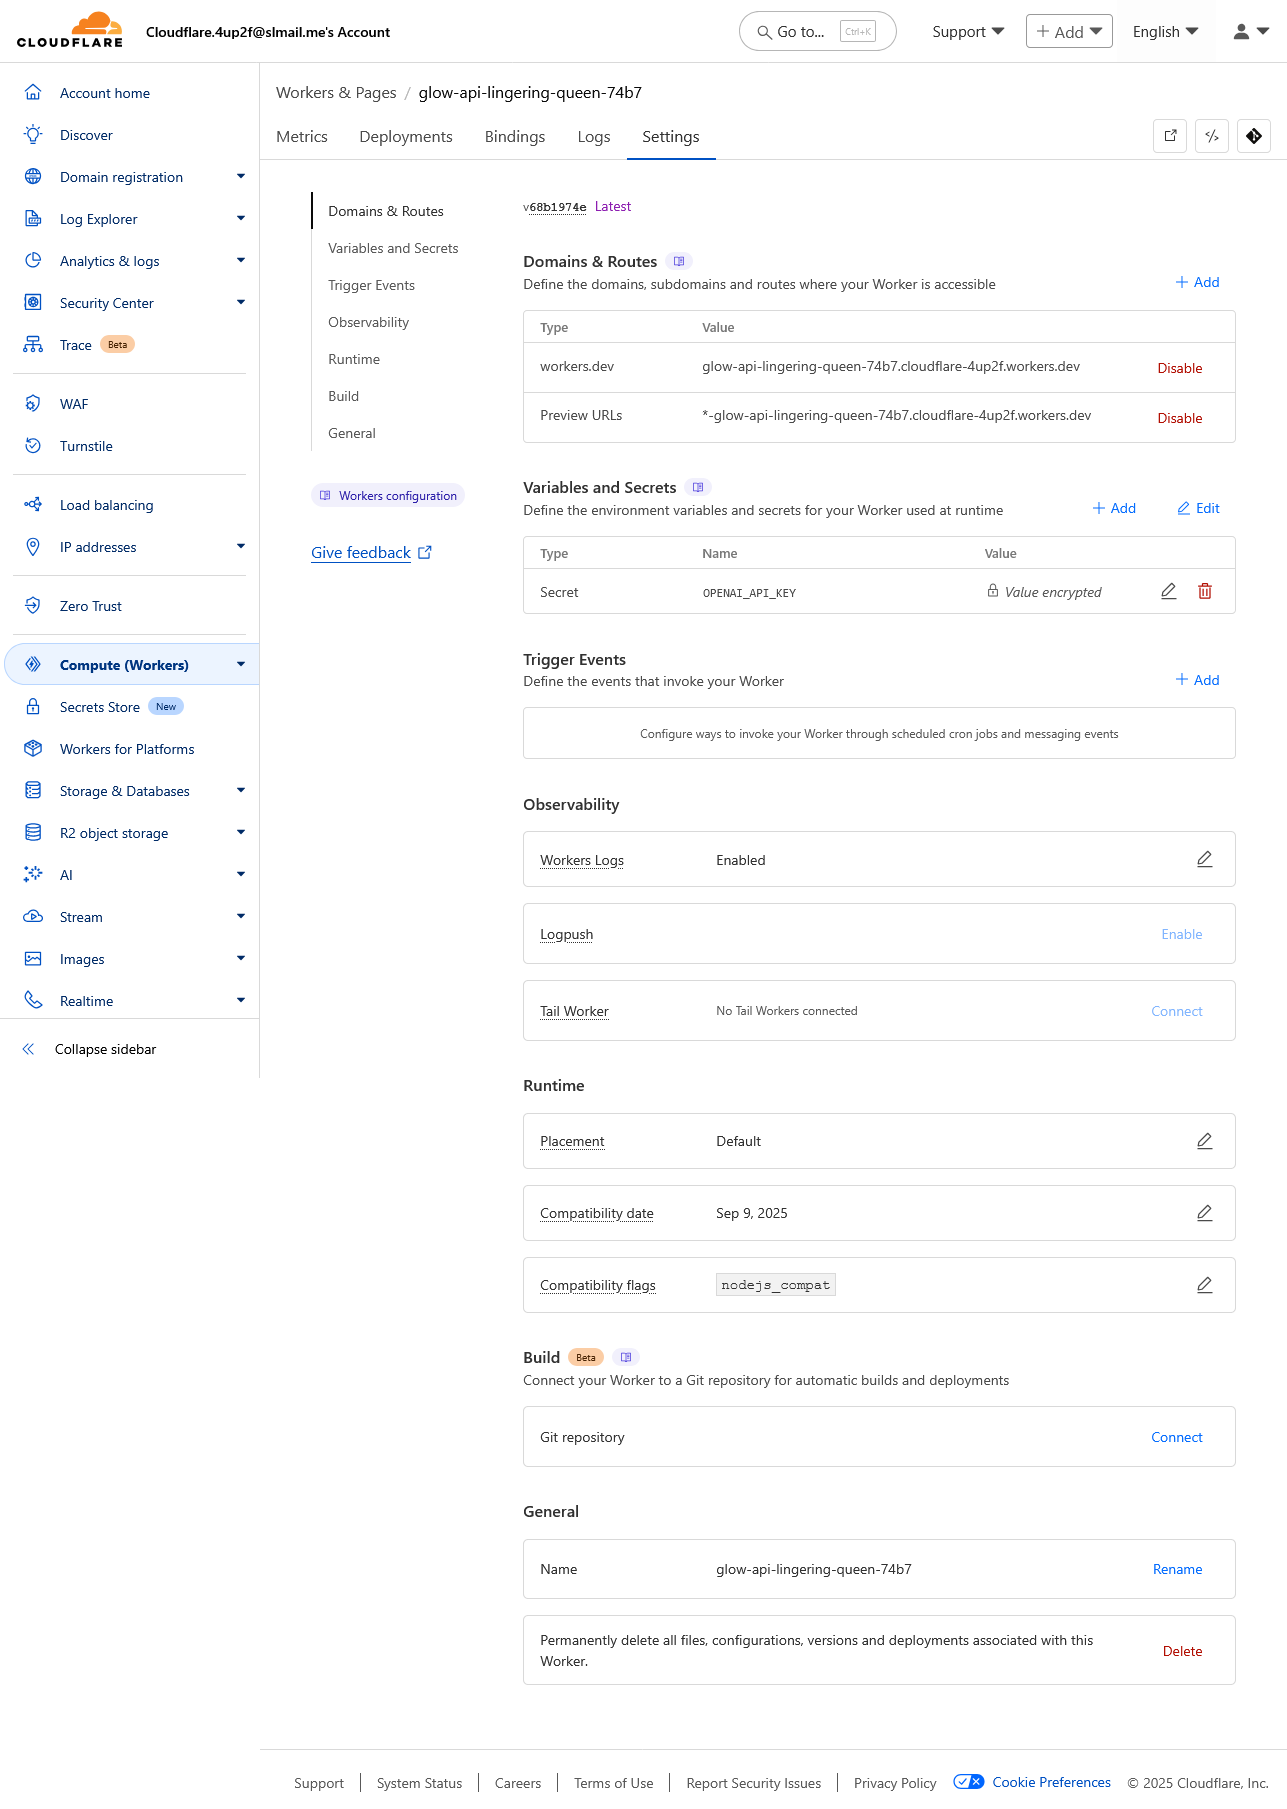 CLOUDFLARE
Cloudflare.4up2f@slmail.me's Account
Go to... Ctrl+K
Support
Add
English
Account home
Discover
Domain registration
Log Explorer
Analytics & logs
Security Center
Trace Beta
WAF
Turnstile
Load balancing
IP addresses
Zero Trust
Compute (Workers)
Secrets Store New
Workers for Platforms
Storage & Databases
R2 object storage
AI
Stream
Images
Realtime
Collapse sidebar
Workers & Pages / glow-api-lingering-queen-74b7
Metrics Deployments Bindings Logs Settings
Domains & Routes
Variables and Secrets
Trigger Events
Observability
Runtime
Build
General
Workers configuration
Give feedback
v68b1974e Latest
Domains & Routes
Define the domains, subdomains and routes where your Worker is accessible
Add
Type Value
workers.dev glow-api-lingering-queen-74b7.cloudflare-4up2f.workers.dev Disable
Preview URLs *-glow-api-lingering-queen-74b7.cloudflare-4up2f.workers.dev Disable
Variables and Secrets
Define the environment variables and secrets for your Worker used at runtime
Add Edit
Type Name Value
Secret OPENAI_API_KEY Value encrypted
Trigger Events
Define the events that invoke your Worker
Add
Configure ways to invoke your Worker through scheduled cron jobs and messaging events
Observability
Workers Logs Enabled
Logpush Enable
Tail Worker No Tail Workers connected Connect
Runtime
Placement Default
Compatibility date Sep 9, 2025
Compatibility flags nodejs_compat
Build Beta
Connect your Worker to a Git repository for automatic builds and deployments
Git repository Connect
General
Name glow-api-lingering-queen-74b7 Rename
Permanently delete all files, configurations, versions and deployments associated with this
Worker.
Delete
Support System Status Careers Terms of Use Report Security Issues Privacy Policy Cookie Preferences © 2025 Cloudflare, Inc.